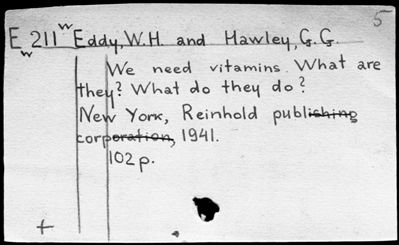 5
E 211 w Eddy, W.H. and Hawley, G.G.
w
We need vitamins. What are
they? What do they do?
New York, Reinhold publishing
corporation, 1941.
102 p.